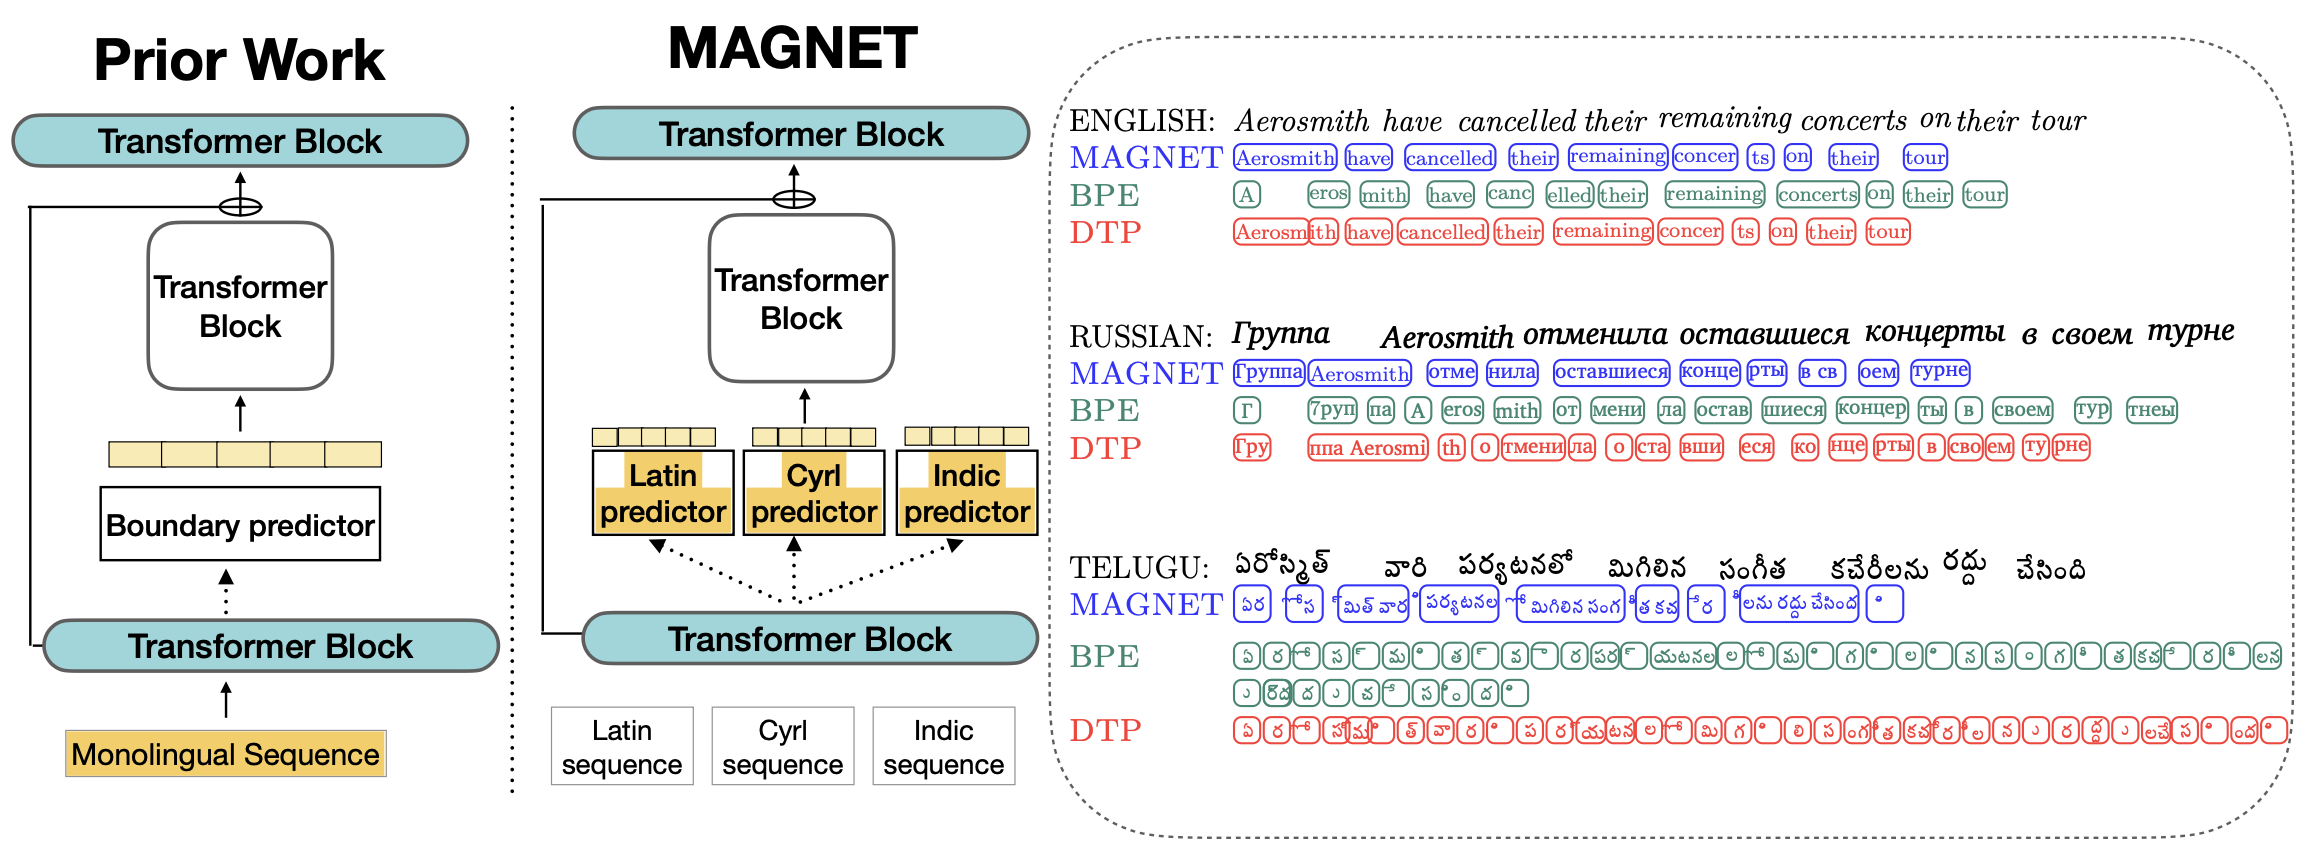 Prior Work
Transformer Block
Transformer
Block
Boundary predictor
Transformer Block
Monolingual Sequence
MAGNET
Transformer Block
Transformer
Block
Latin predictor
Cyrl predictor
Indic predictor
Transformer Block
Latin sequence
Cyrl sequence
Indic sequence
ENGLISH: Aerosmith have cancelled their remaining concerts on their tour
MAGNET Aerosmith have cancelled their remaining concer ts on their tour
BPE A eros mith have canc elled their remaining concerts on their tour
DTP Aerosm ith have cancelled their remaining concer ts on their tour
RUSSIAN: Группа Aerosmith отменила оставшиеся концерты в своем турне
MAGNET Группа Aerosmith отме нила оставшиеся конце рты в св оем турне
BPE Г 7руп па А eros mith от мени ла остав шиеся концер ты в своем тур тнеы
DTP Гру ппа Aerosmi th о тмени ла о ста вши еся ко нце рты в сво ем ту рне
TELUGU: ఏరోస్మిత్ వారి పర్యటనలో మిగిలిన సంగీత కచేరీలను రద్దు చేసింది
MAGNET ఏర ోస ్మిత్ వార ి పర్యటనల ో మిగిలిన సంగ ీత కచ ేర ీలను రద్దు చేసింద ి
BPE ఏ ర ో స ్ మ ి త ్ వ ా ర పర ్ యటనల ల ో మ ి గ ి ల ి న స ం గ ీ త కచ ే ర ీ లన
DTP